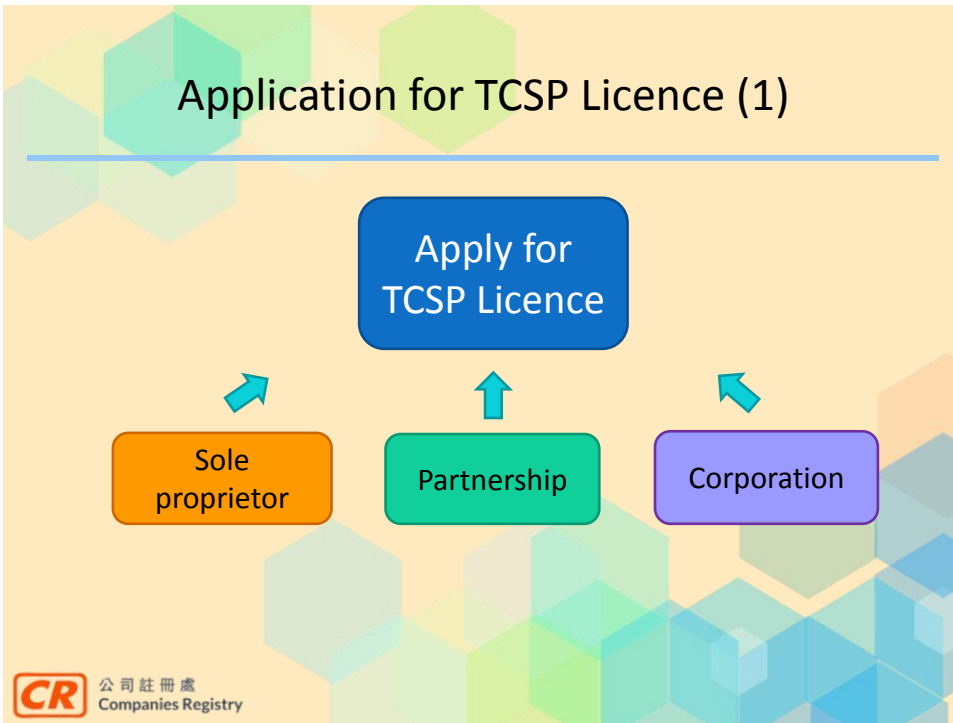 Application for TCSP Licence (1)
Apply for
TCSP Licence
Sole
proprietor
Partnership
Corporation
CR
公司註冊處
Companies Registry